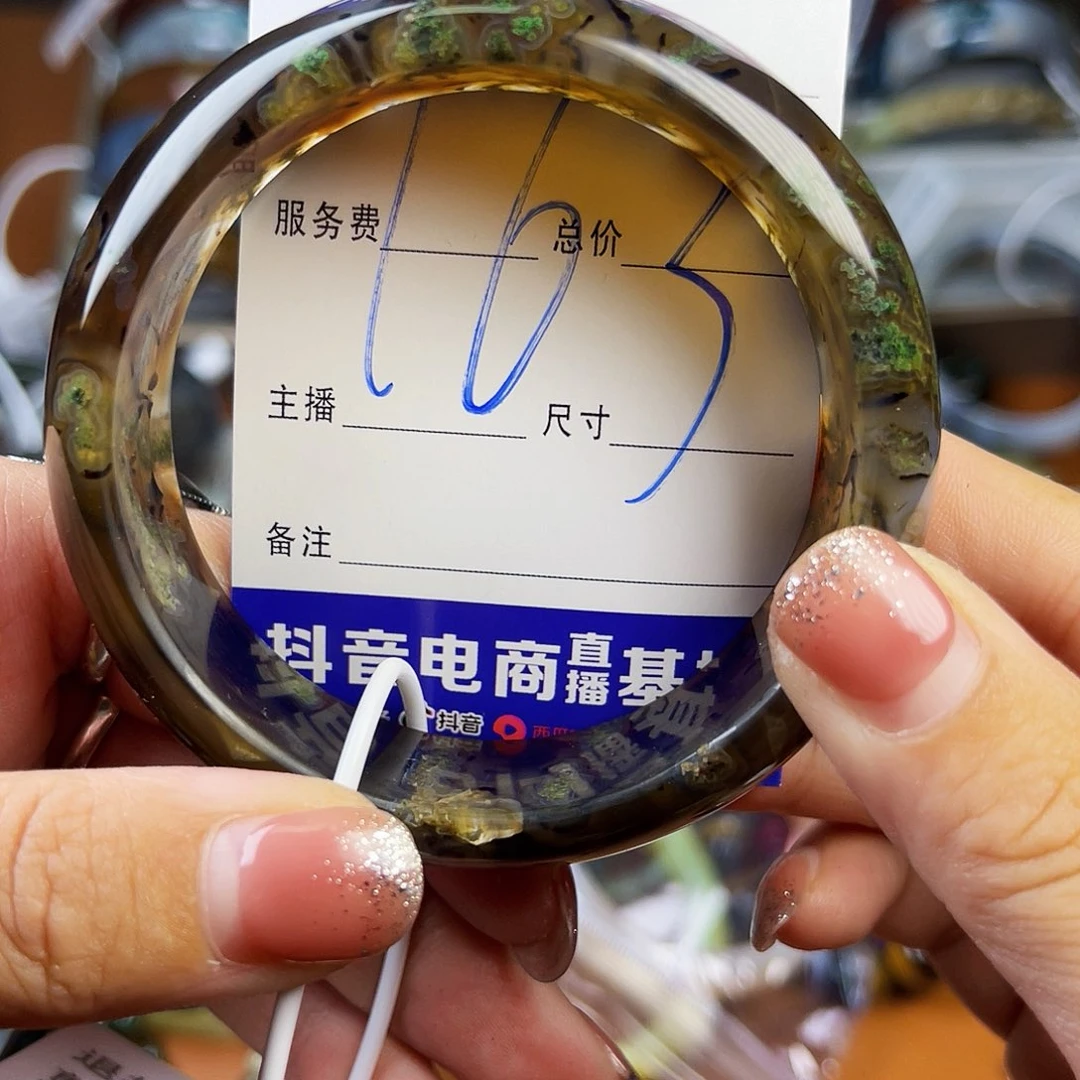 163
服务费 总价
主播 尺寸
备注
抖音电商直播基
抖音